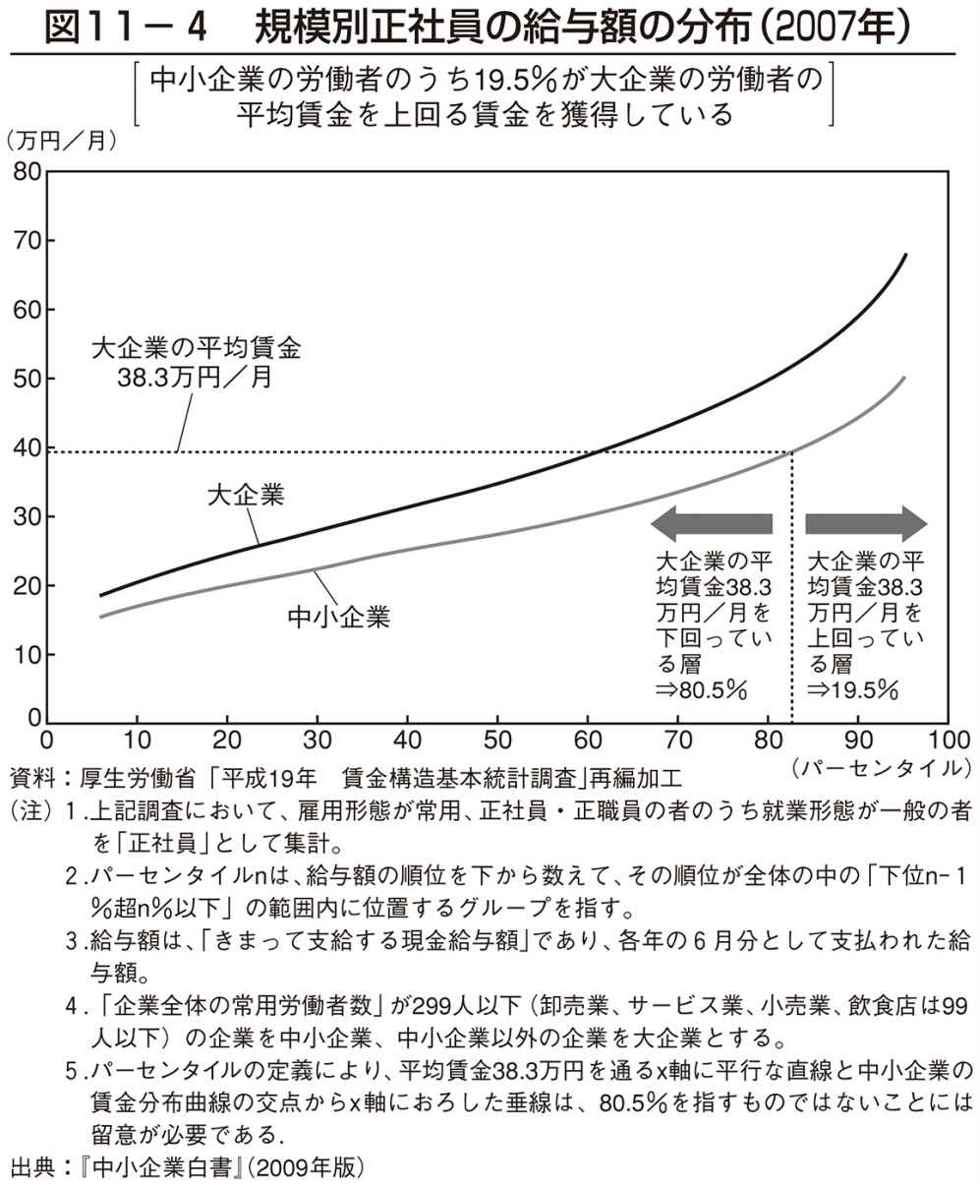 図11－4　規模別正社員の給与額の分布（2007年）
中小企業の労働者のうち19.5％が大企業の労働者の
平均賃金を上回る賃金を獲得している
（万円／月）
80
70
60
50
40
30
20
10
0
大企業の平均賃金
38.3万円／月
大企業
中小企業
大企業の平
均賃金38.3
万円／月を
下回ってい
る層
⇒80.5％
大企業の平
均賃金38.3
万円／月を
上回ってい
る層
⇒19.5％
0 10 20 30 40 50 60 70 80 90 100
（パーセンタイル）
資料：厚生労働省「平成19年　賃金構造基本統計調査」再編加工
（注）1.上記調査において、雇用形態が常用、正社員・正職員の者のうち就業形態が一般の者
を「正社員」として集計。
2.パーセンタイルnは、給与額の順位を下から数えて、その順位が全体の中の「下位n-1
％超n％以下」の範囲内に位置するグループを指す。
3.給与額は、「きまって支給する現金給与額」であり、各年の6月分として支払われた給
与額。
4.「企業全体の常用労働者数」が299人以下（卸売業、サービス業、小売業、飲食店は99
人以下）の企業を中小企業、中小企業以外の企業を大企業とする。
5.パーセンタイルの定義により、平均賃金38.3万円を通るx軸に平行な直線と中小企業の
賃金分布曲線の交点からx軸におろした垂線は、80.5％を指すものではないことには
留意が必要である.
出典：『中小企業白書』（2009年版）